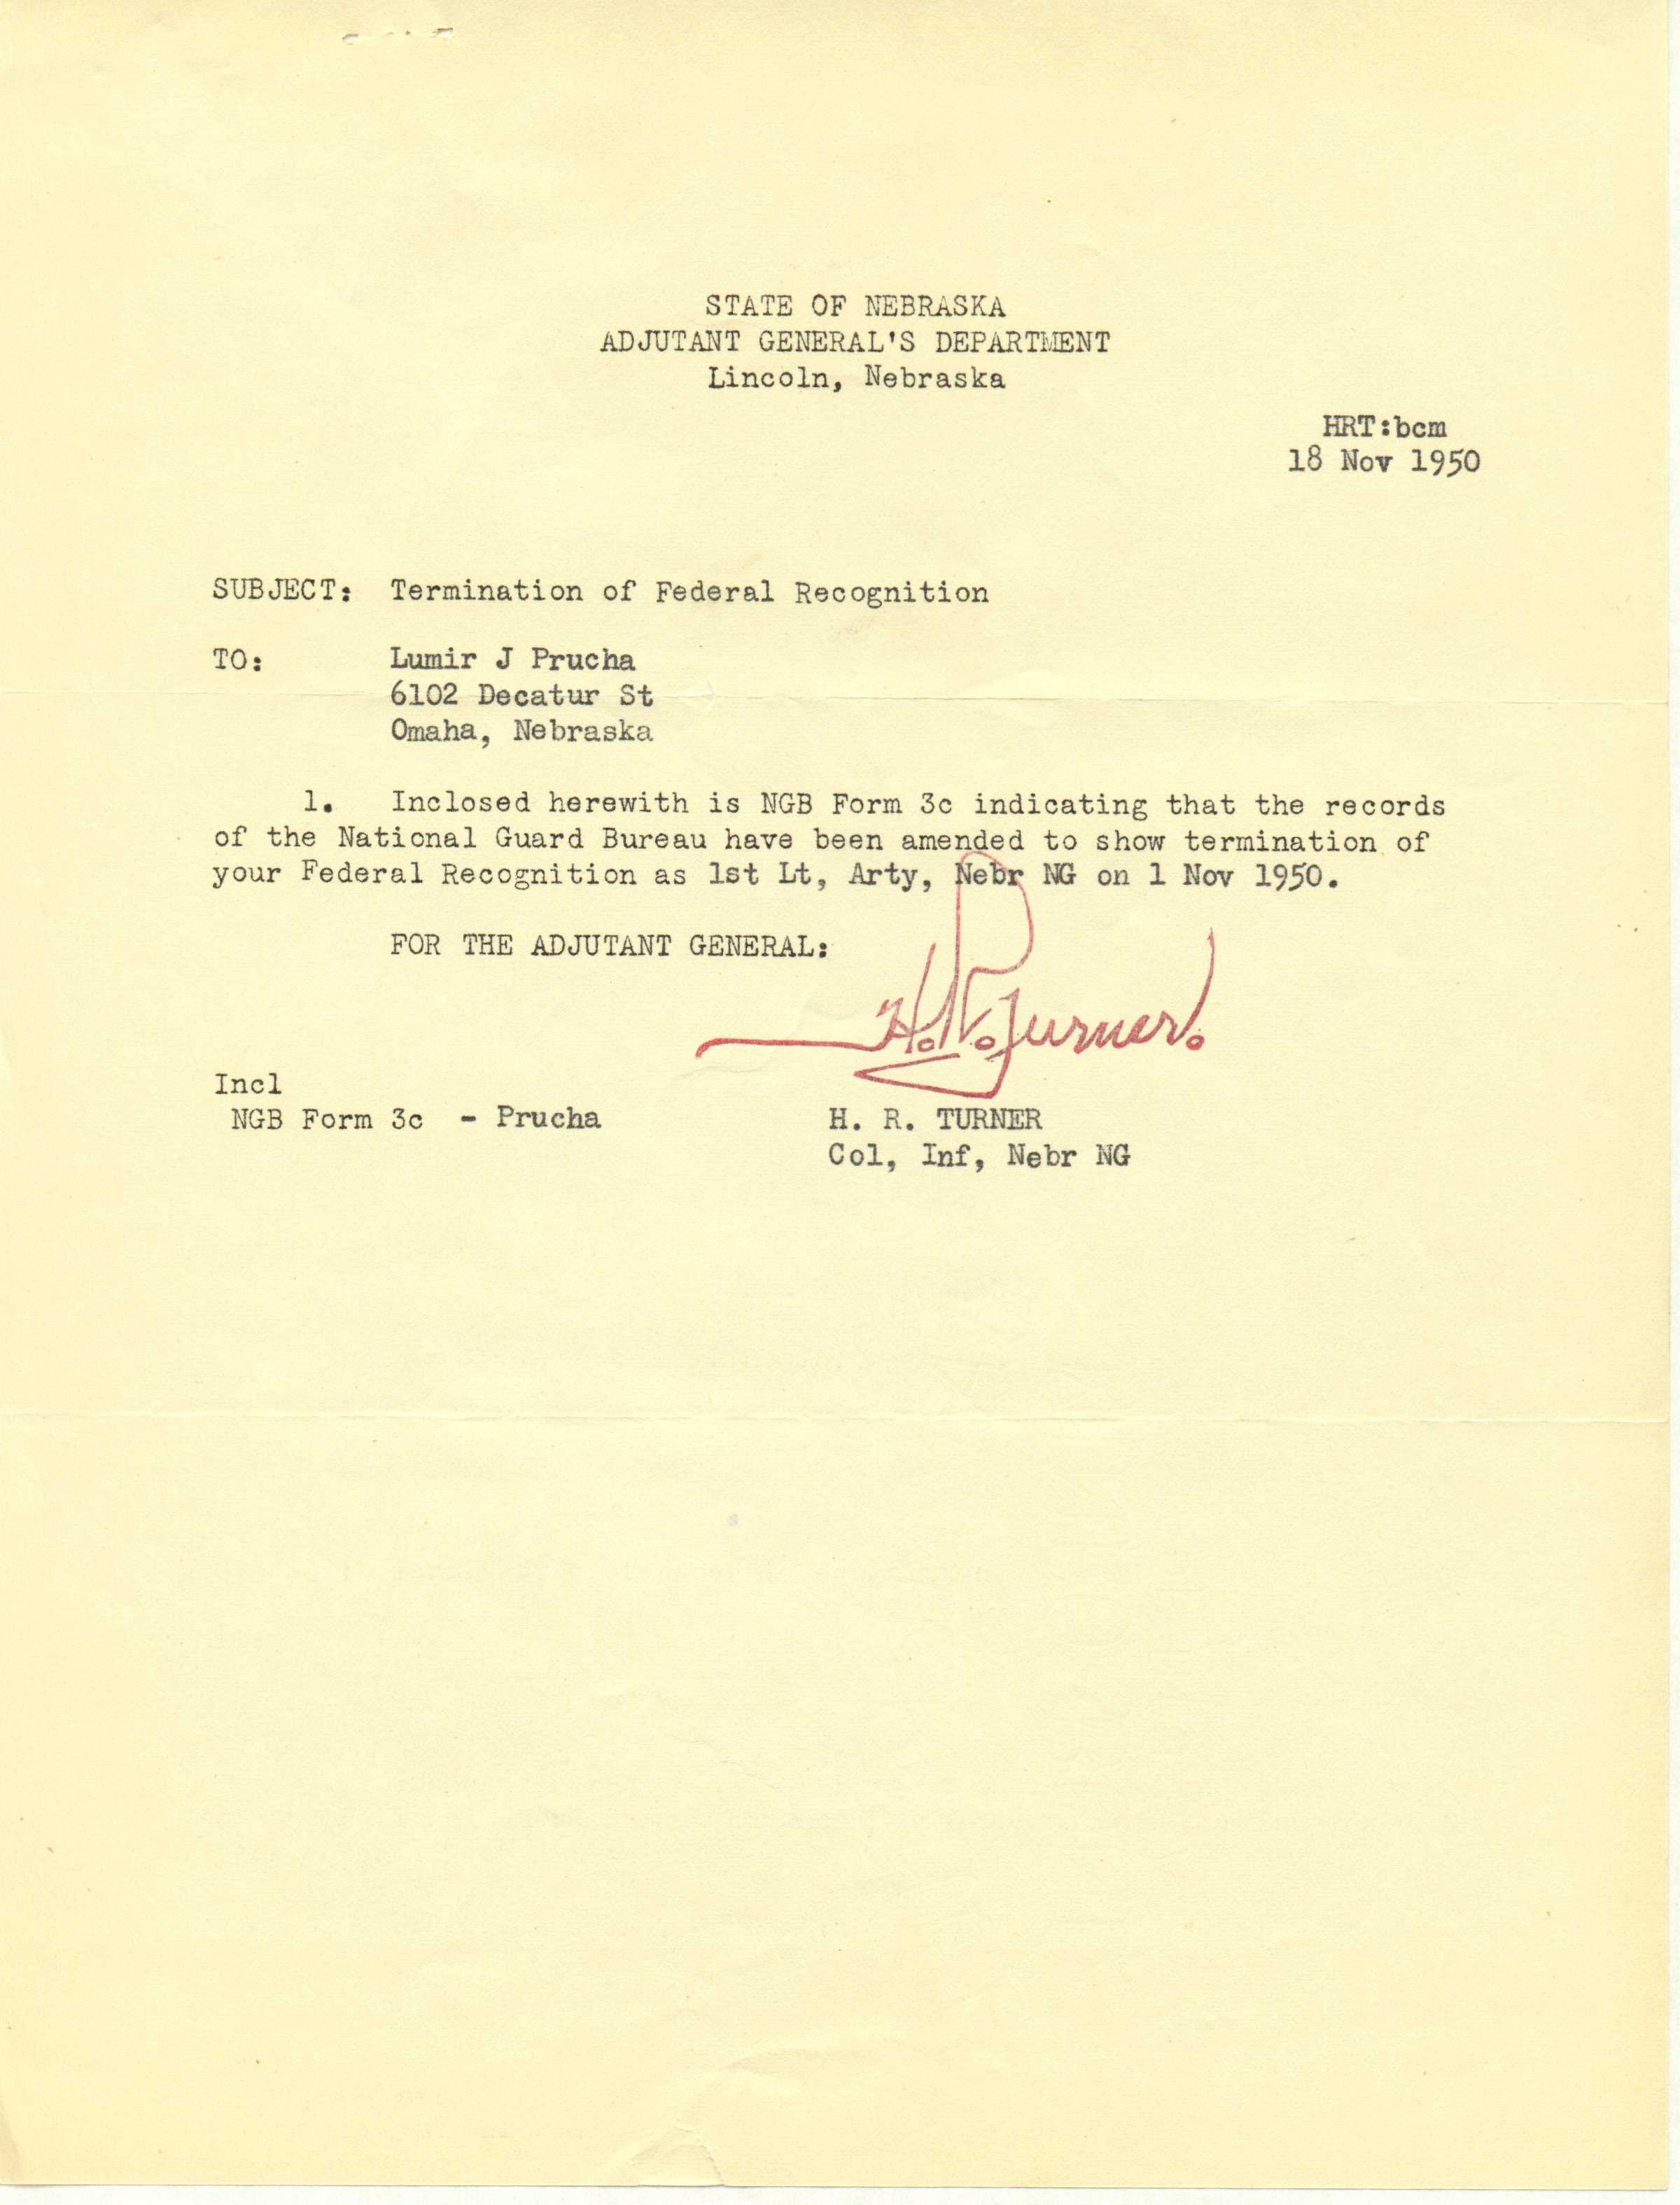 STATE OF NEBRASKA
ADJUTANT GENERAL'S DEPARTMENT
Lincoln, Nebraska
HRT:bcm
18 Nov 1950
SUBJECT: Termination of Federal Recognition
TO: Lumir J Prucha
6102 Decatur St
Omaha, Nebraska
1. Inclosed herewith is NGB Form 3c indicating that the records
of the National Guard Bureau have been amended to show termination of
your Federal Recognition as 1st Lt, Arty, Nebr NG on 1 Nov 1950.
FOR THE ADJUTANT GENERAL:
H.R. Turner.
Incl
NGB Form 3c - Prucha
H. R. TURNER
Col, Inf, Nebr NG